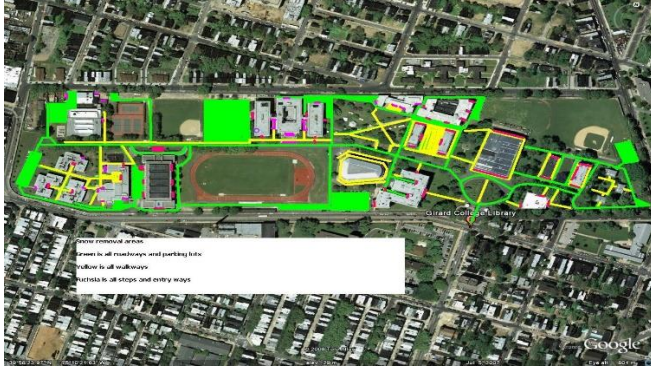 Girard College Library
Snow removal areas
Green is all roadways and parking lots
Yellow is all walkways
Fuchsia is all steps and entry ways
Google